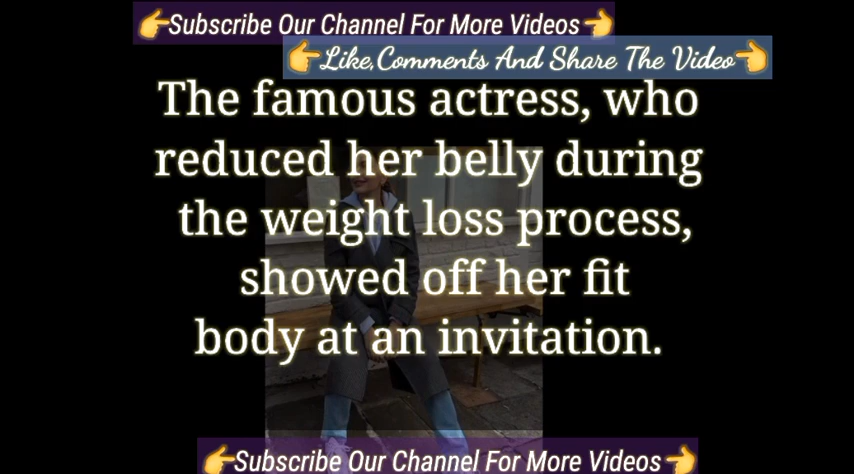 👉Subscribe Our Channel For More Videos👈
👉Like,Comments And Share The Video👈
The famous actress, who
reduced her belly during
the weight loss process,
showed off her fit
body at an invitation.
👉Subscribe Our Channel For More Videos👈